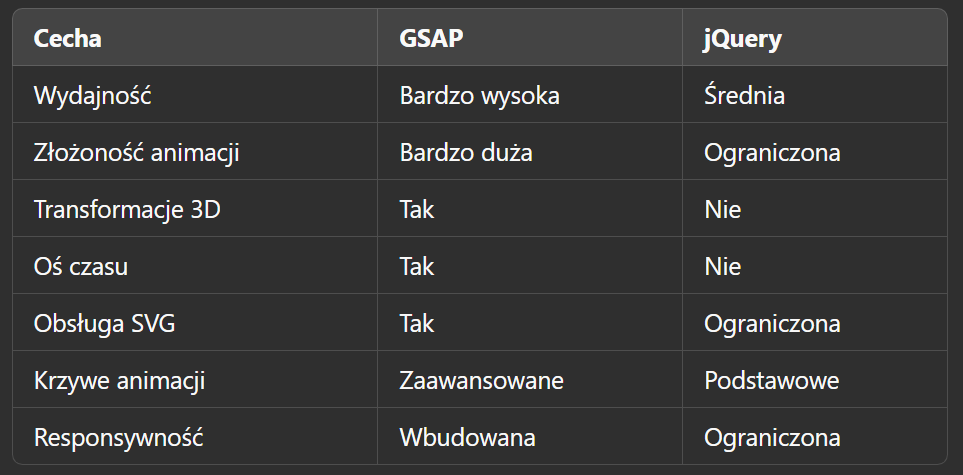 Cecha GSAP jQuery
Wydajność Bardzo wysoka Średnia
Złożoność animacji Bardzo duża Ograniczona
Transformacje 3D Tak Nie
Oś czasu Tak Nie
Obsługa SVG Tak Ograniczona
Krzywe animacji Zaawansowane Podstawowe
Responsywność Wbudowana Ograniczona